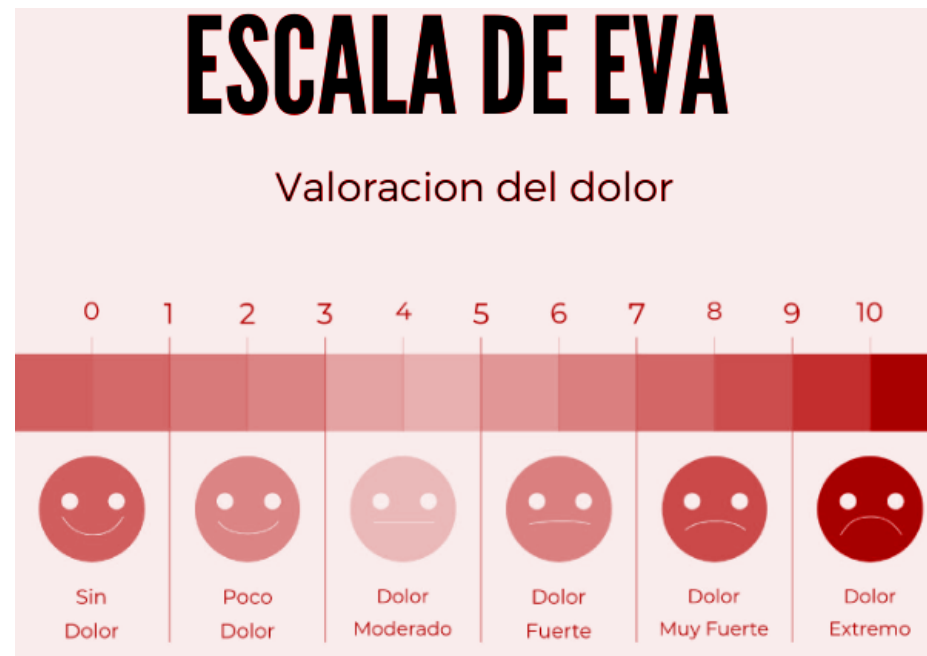 ESCALA DE EVA
Valoracion del dolor
0 1 2 3 4 5 6 7 8 9 10
Sin Dolor
Poco Dolor
Dolor Moderado
Dolor Fuerte
Dolor Muy Fuerte
Dolor Extremo